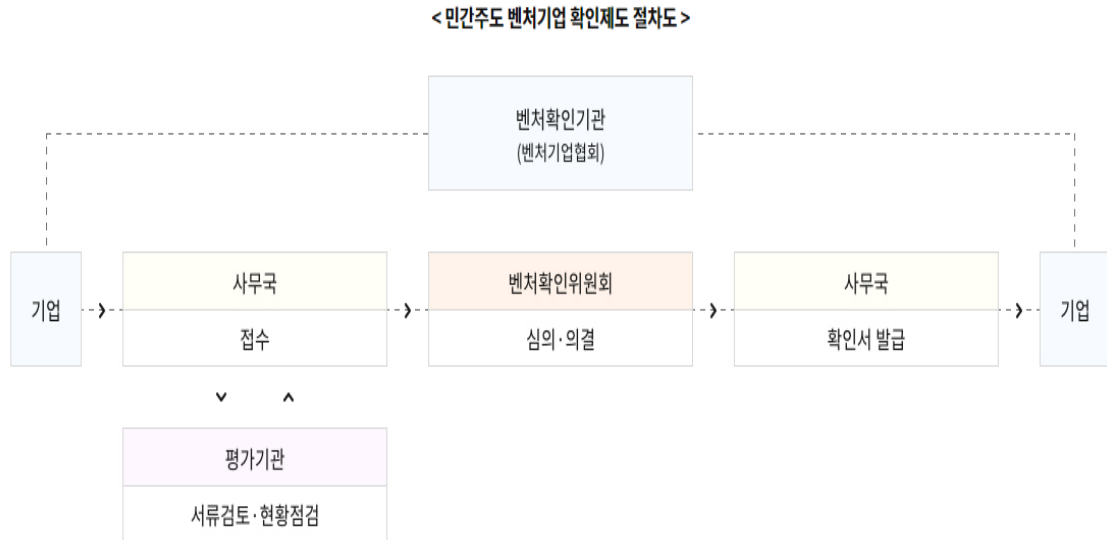 < 민간주도 벤처기업 확인제도 절차도 >
벤처확인기관
(벤처기업협회)
기업
사무국
접수
벤처확인위원회
심의·의결
사무국
확인서 발급
기업
평가기관
서류검토·현황점검